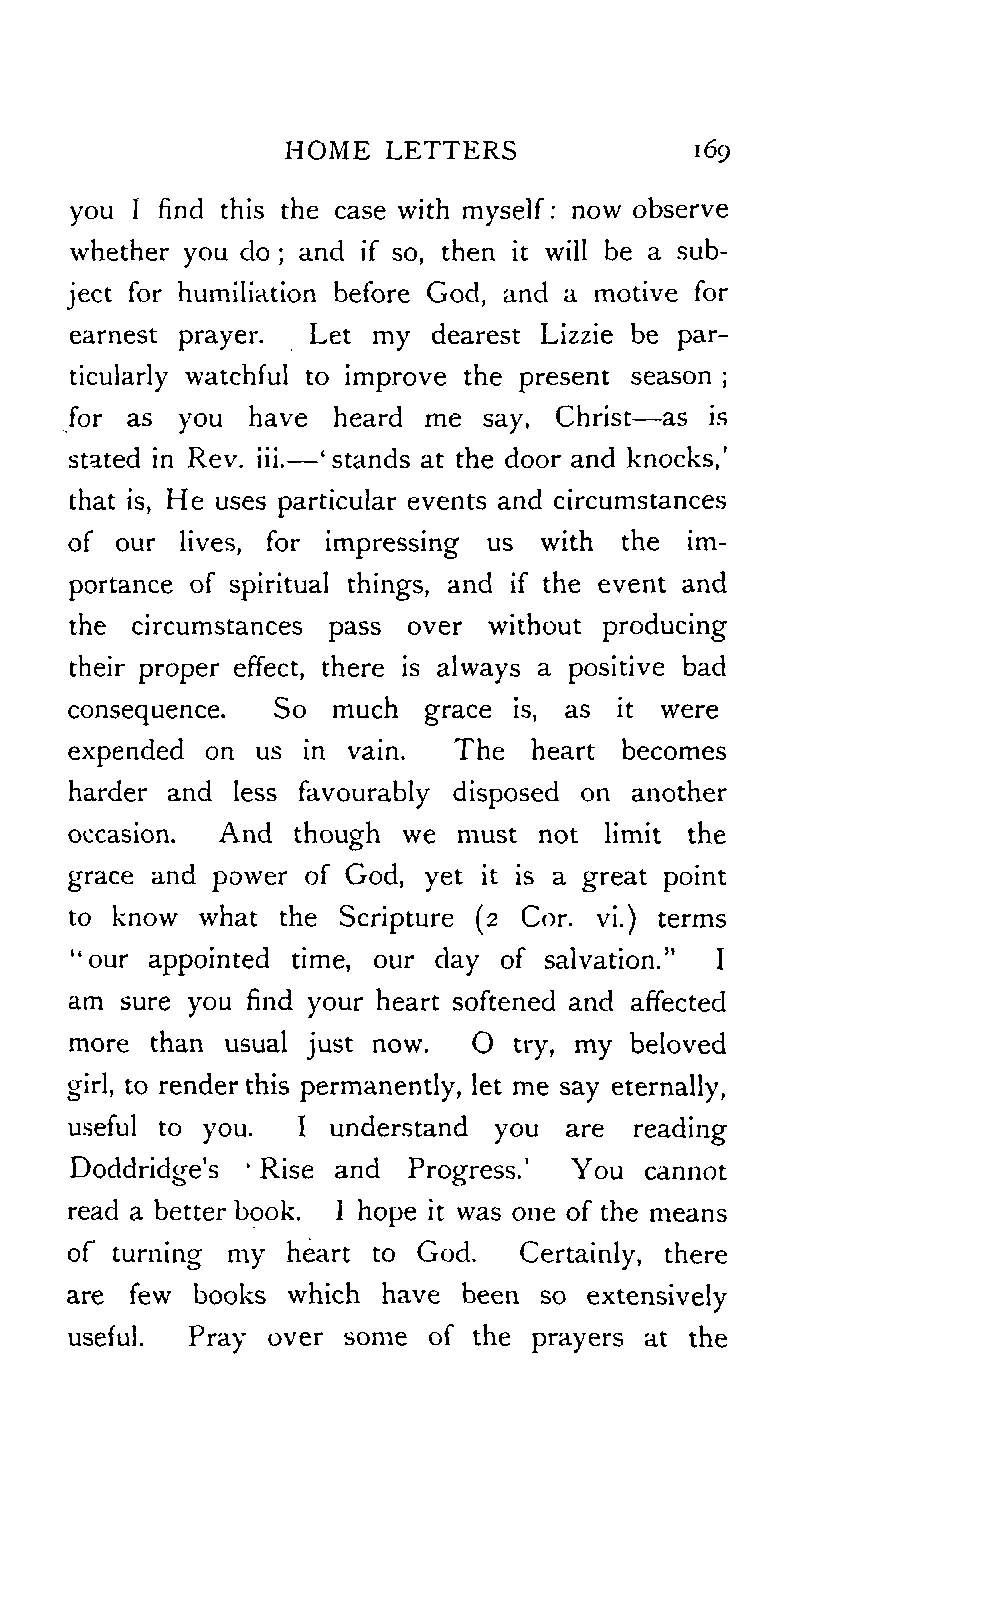 HOME LETTERS 169
you I find this the case with myself: now observe
whether you do ; and if so, then it will be a sub-
ject for humiliation before God, and a motive for
earnest prayer. Let my dearest Lizzie be par-
ticularly watchful to improve the present season ;
for as you have heard me say, Christ—as is
stated in Rev. iii.—‘stands at the door and knocks,’
that is, He uses particular events and circumstances
of our lives, for impressing us with the im-
portance of spiritual things, and if the event and
the circumstances pass over without producing
their proper effect, there is always a positive bad
consequence. So much grace is, as it were
expended on us in vain. The heart becomes
harder and less favourably disposed on another
occasion. And though we must not limit the
grace and power of God, yet it is a great point
to know what the Scripture (2 Cor. vi.) terms
“our appointed time, our day of salvation.” I
am sure you find your heart softened and affected
more than usual just now. O try, my beloved
girl, to render this permanently, let me say eternally,
useful to you. I understand you are reading
Doddridge's ‘Rise and Progress.’ You cannot
read a better book. I hope it was one of the means
of turning my heart to God. Certainly, there
are few books which have been so extensively
useful. Pray over some of the prayers at the